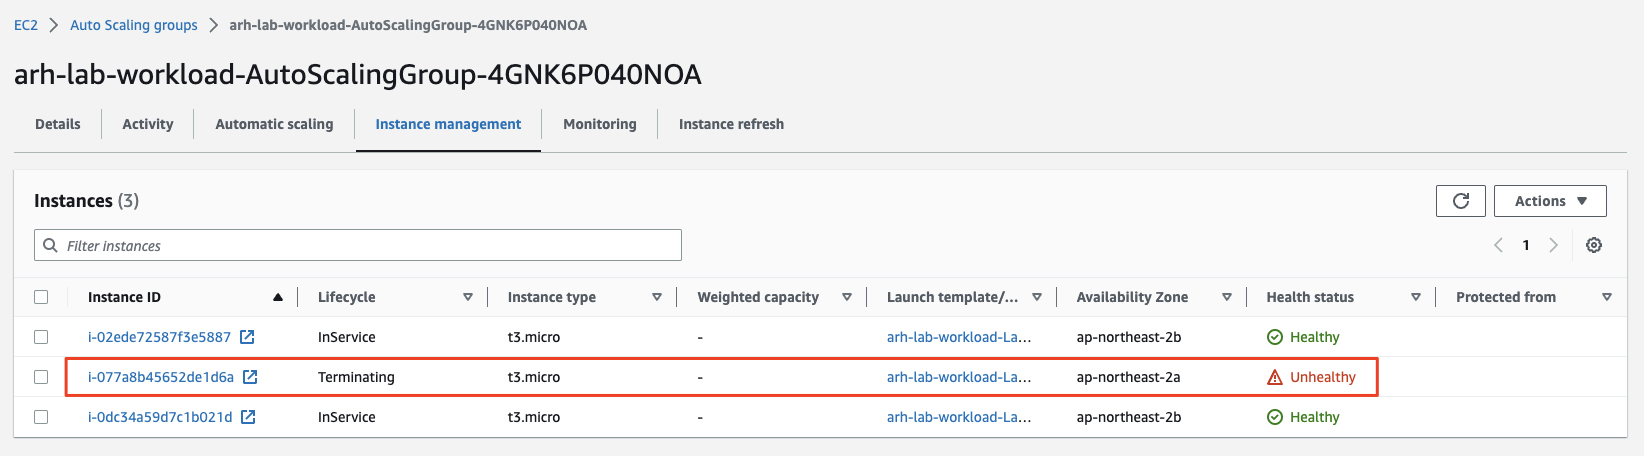 EC2 Auto Scaling groups arh-lab-workload-AutoScalingGroup-4GNK6P040NOA
arh-lab-workload-AutoScalingGroup-4GNK6P040NOA
Details Activity Automatic scaling Instance management Monitoring Instance refresh
Instances (3) Actions
Filter instances 1
Instance ID Lifecycle Instance type Weighted capacity Launch template/... Availability Zone Health status Protected from
i-02ede72587f3e5887 InService t3.micro - arh-lab-workload-La... ap-northeast-2b Healthy
i-077a8b45652de1d6a Terminating t3.micro - arh-lab-workload-La... ap-northeast-2a Unhealthy
i-0dc34a59d7c1b021d InService t3.micro - arh-lab-workload-La... ap-northeast-2b Healthy